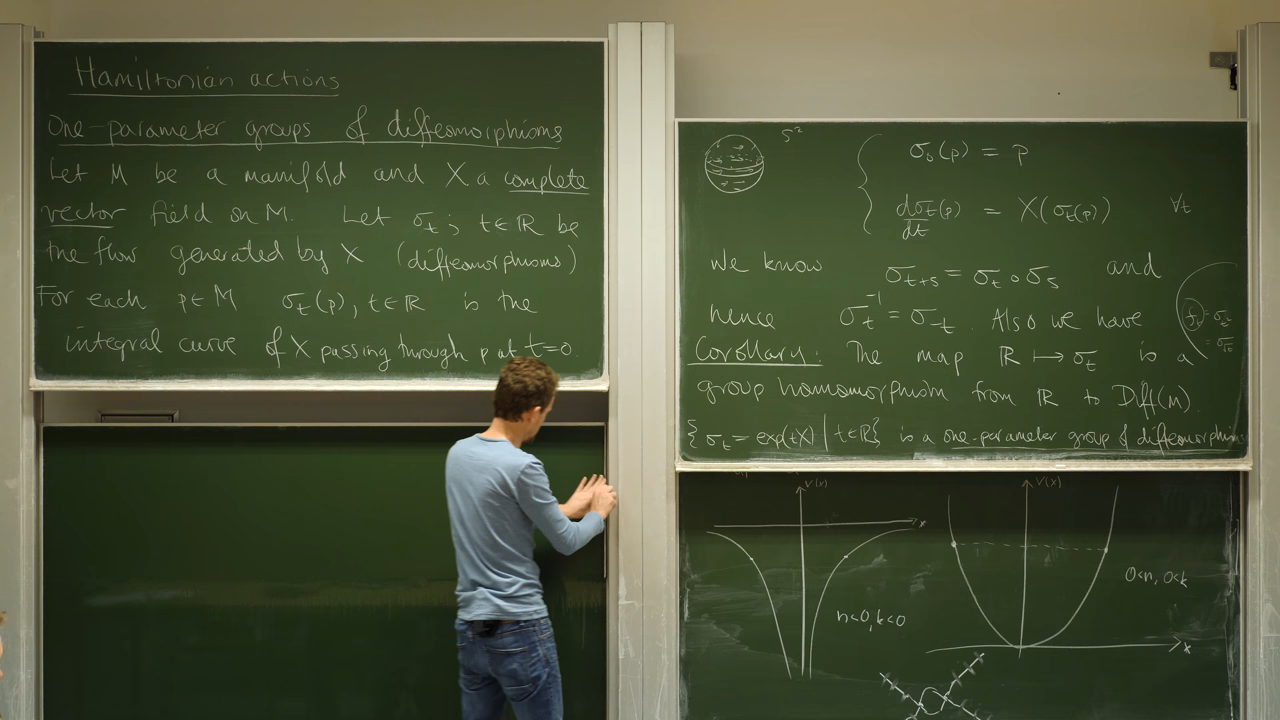 Hamiltonian actions
One-parameter groups of diffeomorphisms
Let M be a manifold and X a complete
vector field on M. Let σ_t ; t∈ℝ be
the flow generated by X (diffeomorphisms)
For each p∈M σ_t(p), t∈ℝ is the
integral curve of X passing through p at t=0.
S²
σ₀(p) = p
dσ_t(p)/dt = X(σ_t(p)) ∀t
We know σ_{t+s} = σ_t∘σ_s and
hence σ_t^{-1} = σ_{-t}. Also we have
Corollary: The map ℝ ↦ σ_t is a
group homomorphism from ℝ to Diff(M)
{σ_t = exp(tX) | t∈ℝ} is a one-parameter group of diffeomorphisms
V(x)
x
n<0, k<0
V(x)
0<n, 0<k
x